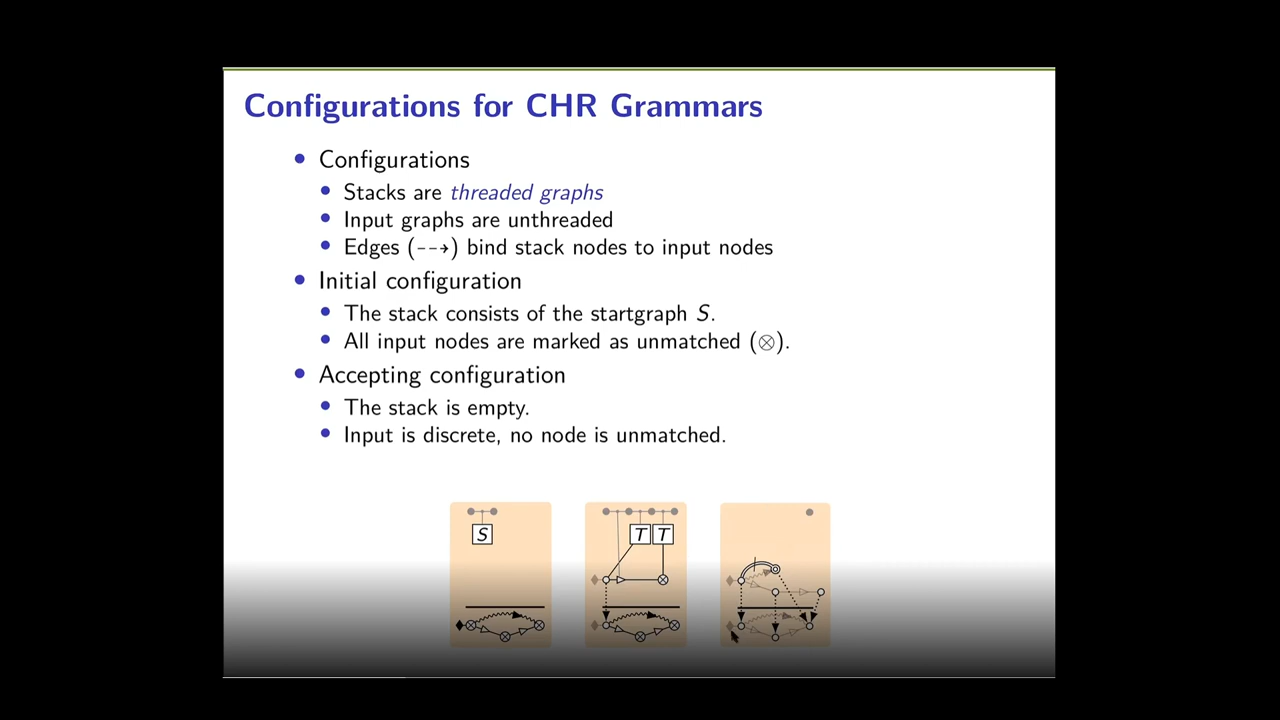 Configurations for CHR Grammars
• Configurations
• Stacks are threaded graphs
• Input graphs are unthreaded
• Edges (--→) bind stack nodes to input nodes
• Initial configuration
• The stack consists of the startgraph S.
• All input nodes are marked as unmatched (⊗).
• Accepting configuration
• The stack is empty.
• Input is discrete, no node is unmatched.
S
T T